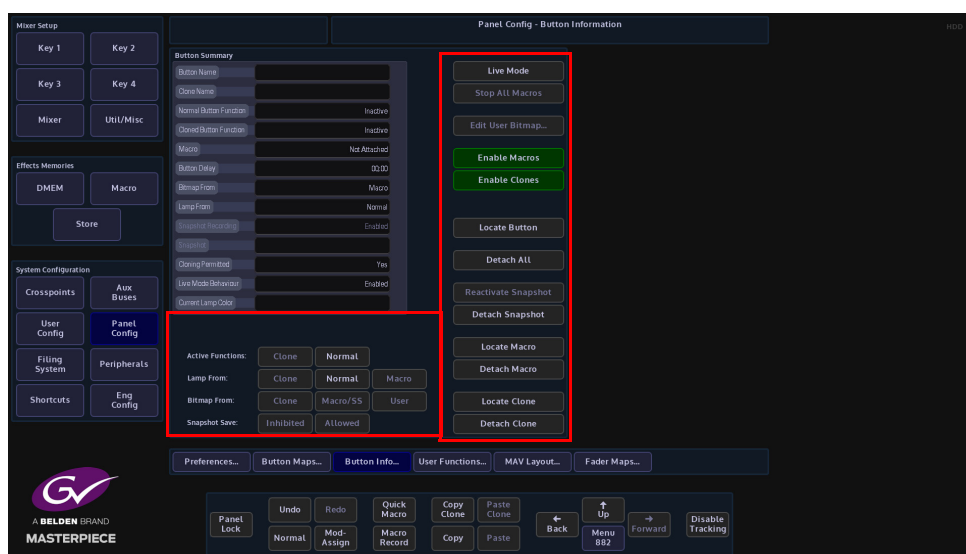 Mixer Setup
Key 1
Key 2
Key 3
Key 4
Mixer
Util/Misc
Effects Memories
DMEM
Macro
Store
System Configuration
Crosspoints
Aux
Buses
User
Config
Panel
Config
Filing
System
Peripherals
Shortcuts
Eng
Config
GV
A BELDEN BRAND
MASTERPIECE
Panel Config - Button Information
HDD
Button Summary
Button Name
Clone Name
Normal Button Function Inactive
Cloned Button Function Inactive
Macro Not Attached
Button Delay 00:00
Bitmap From Macro
Lamp From Normal
Snapshot Recording Enabled
Snapshot
Cloning Permitted Yes
Live Mode Behaviour Enabled
Current Lamp Color
Active Functions: Clone Normal
Lamp From: Clone Normal Macro
Bitmap From: Clone Macro/SS User
Snapshot Save: Inhibited Allowed
Live Mode
Stop All Macros
Edit User Bitmap...
Enable Macros
Enable Clones
Locate Button
Detach All
Reactivate Snapshot
Detach Snapshot
Locate Macro
Detach Macro
Locate Clone
Detach Clone
Preferences... Button Maps... Button Info... User Functions... MAV Layout... Fader Maps...
Panel
Lock
Undo
Redo
Normal
Mod-
Assign
Quick
Macro
Macro
Record
Copy
Clone
Paste
Clone
Copy
Paste
← 
Back
↑
Up
Menu
882
→
Forward
Disable
Tracking